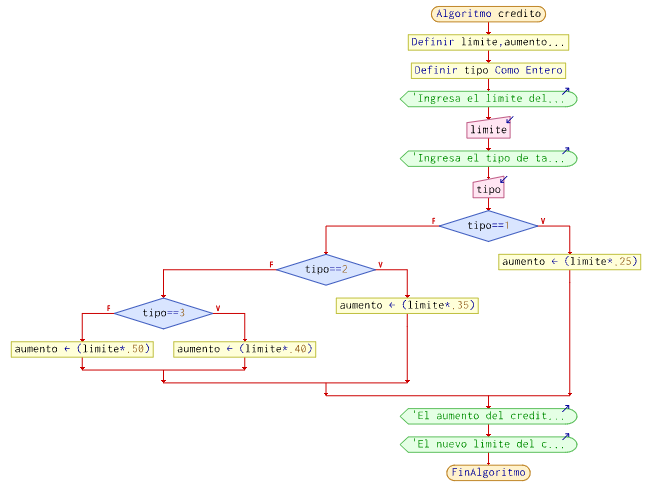 Algoritmo credito
Definir limite,aumento...
Definir tipo Como Entero
'Ingresa el limite del...
limite
'Ingresa el tipo de ta...
tipo
F tipo==1 V
aumento ← (limite*.25)
F tipo==2 V
aumento ← (limite*.35)
F tipo==3 V
aumento ← (limite*.50)
aumento ← (limite*.40)
'El aumento del credit...
'El nuevo limite del c...
FinAlgoritmo